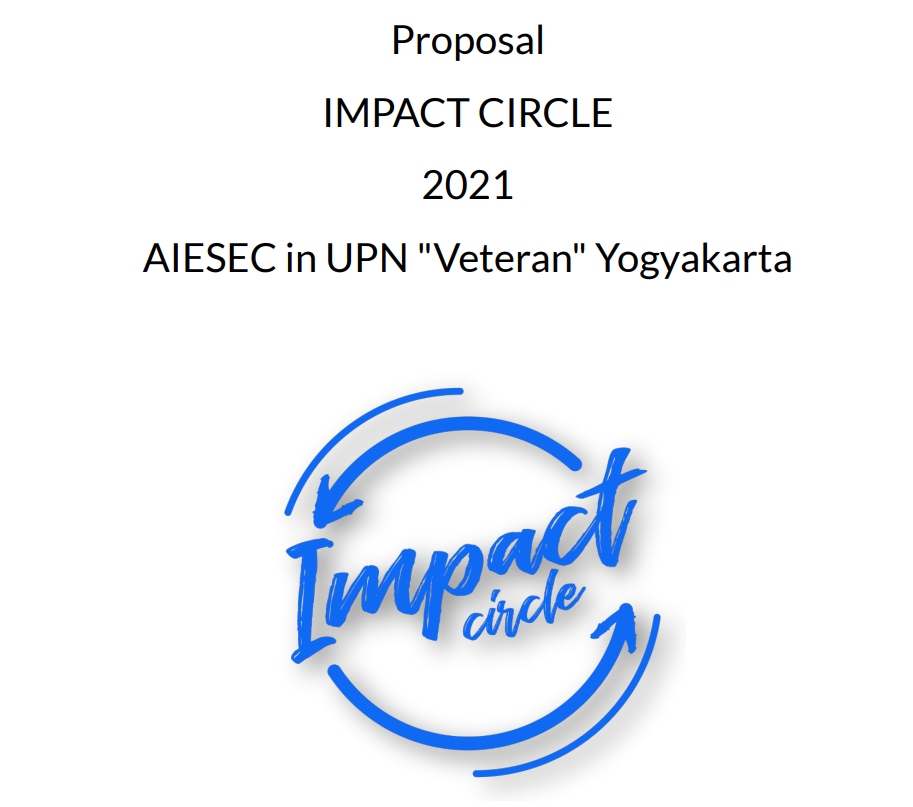 Proposal
IMPACT CIRCLE
2021
AIESEC in UPN "Veteran" Yogyakarta
Impact
circle